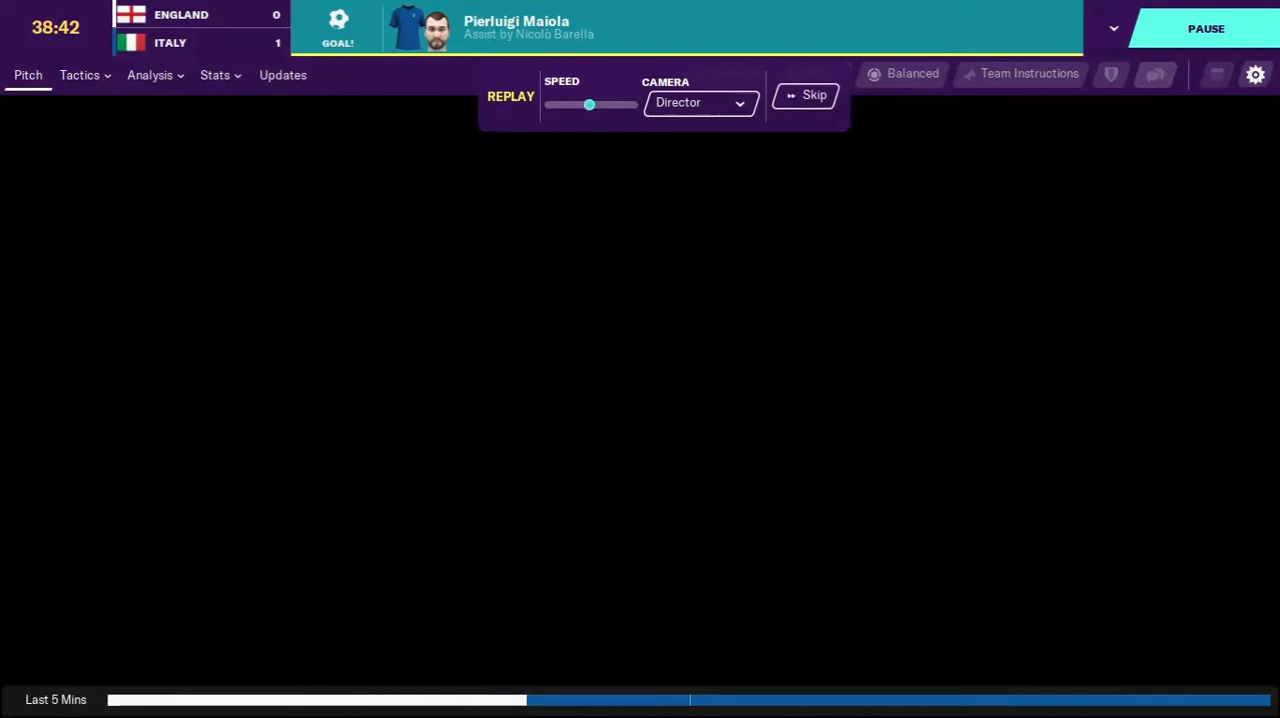 38:42
ENGLAND 0
ITALY 1
GOAL!
Pierluigi Maiola
Assist by Nicolò Barella
PAUSE
Pitch Tactics Analysis Stats Updates
REPLAY
SPEED
CAMERA
Director
Skip
Balanced
Team Instructions
Last 5 Mins